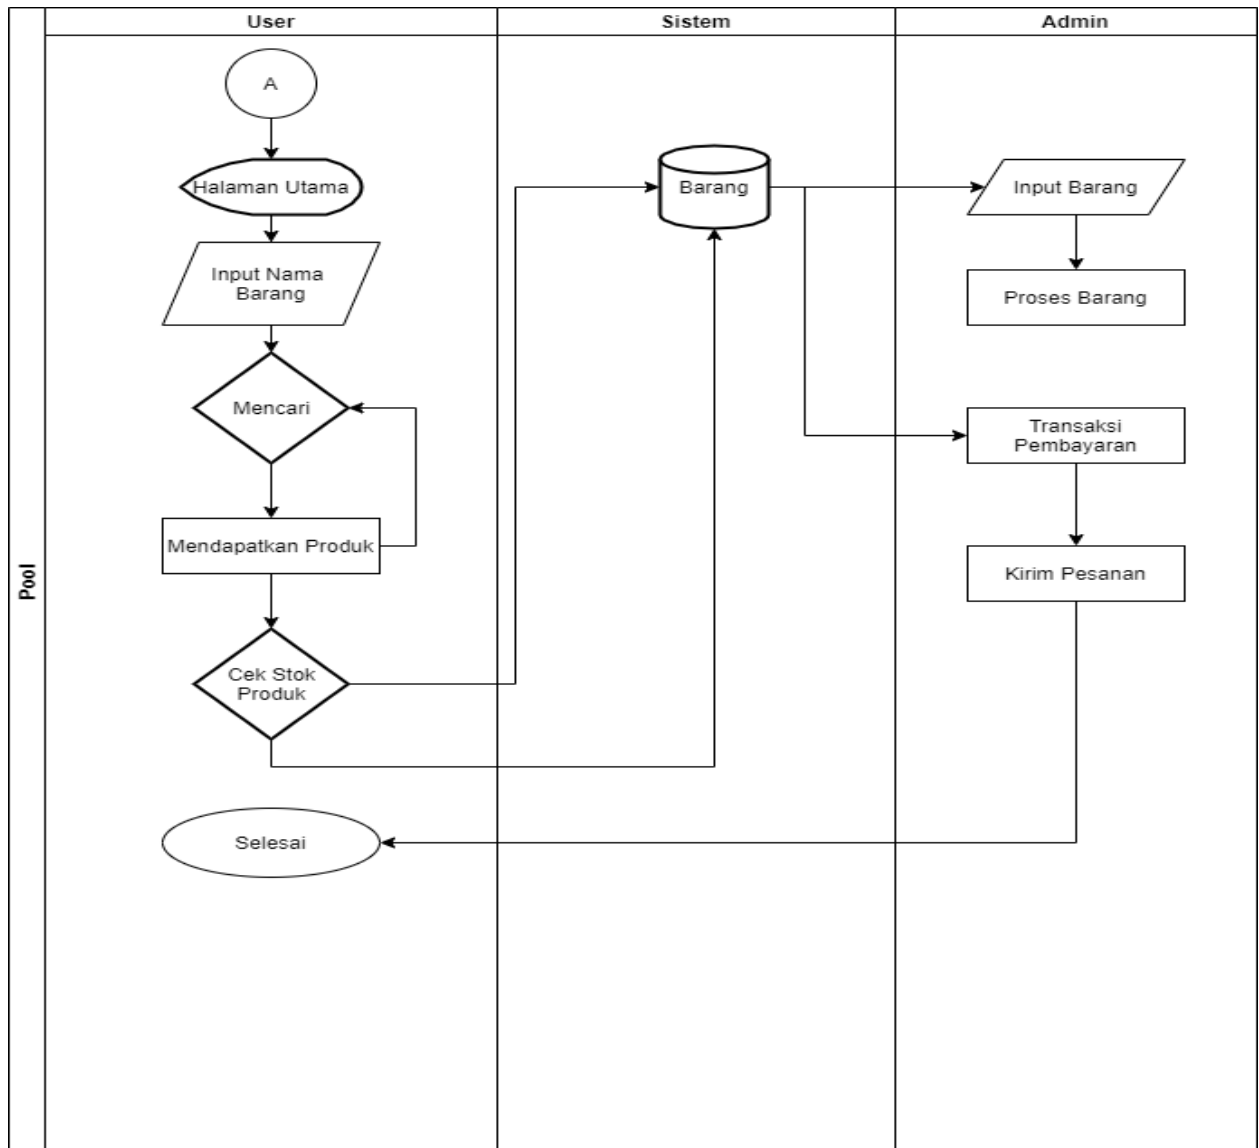 User
Sistem
Admin
Pool
A
Halaman Utama
Input Nama
Barang
Mencari
Mendapatkan Produk
Cek Stok
Produk
Selesai
Barang
Input Barang
Proses Barang
Transaksi
Pembayaran
Kirim Pesanan